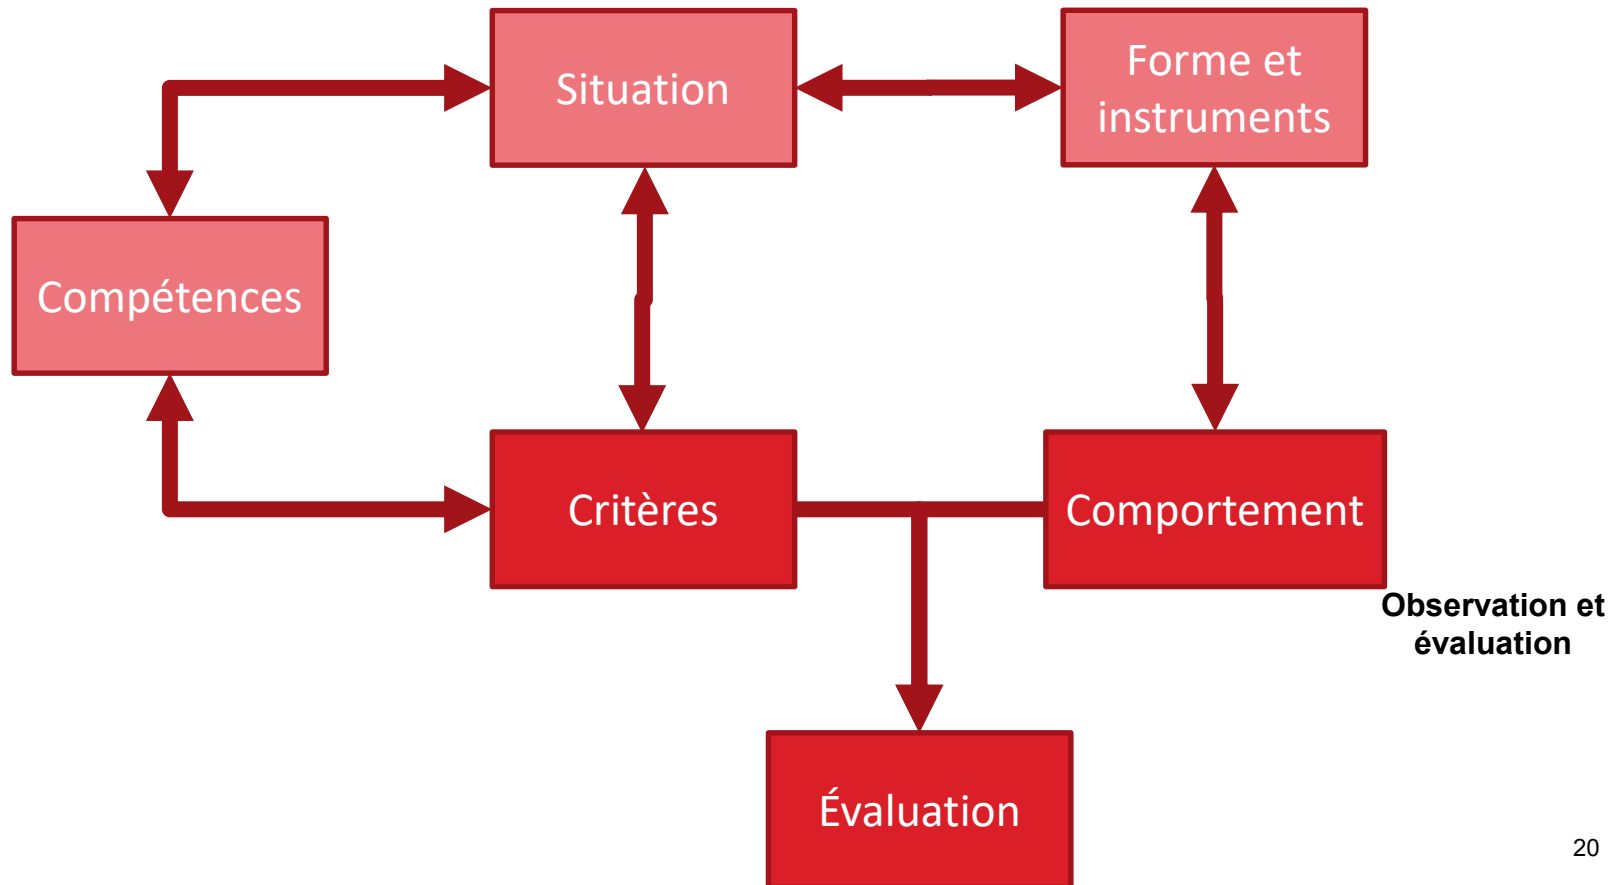 Situation
Forme et
instruments
Compétences
Critères
Comportement
Observation et
évaluation
Évaluation
20